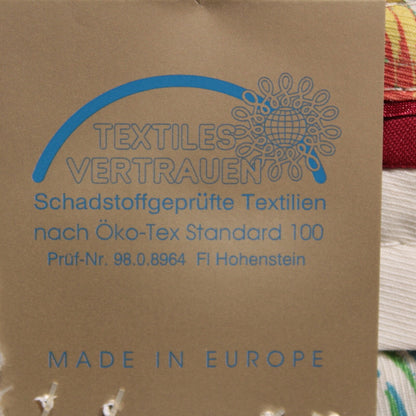 TEXTILES
VERTRAUEN
Schadstoffgeprüfte Textilien
nach Öko-Tex Standard 100
Prüf-Nr. 98.0.8964 FI Hohenstein
MADE IN EUROPE